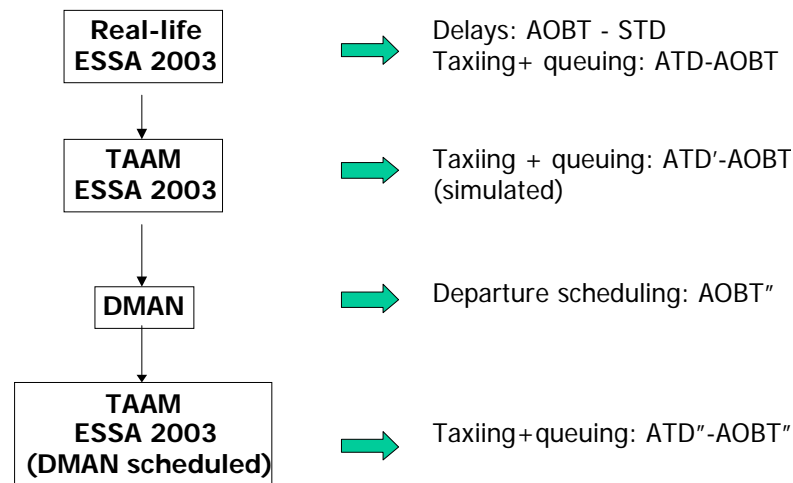 Real-life
ESSA 2003
Delays: AOBT - STD
Taxiing+ queuing: ATD-AOBT
TAAM
ESSA 2003
Taxiing + queuing: ATD'-AOBT
(simulated)
DMAN
Departure scheduling: AOBT"
TAAM
ESSA 2003
(DMAN scheduled)
Taxiing+queuing: ATD"-AOBT"